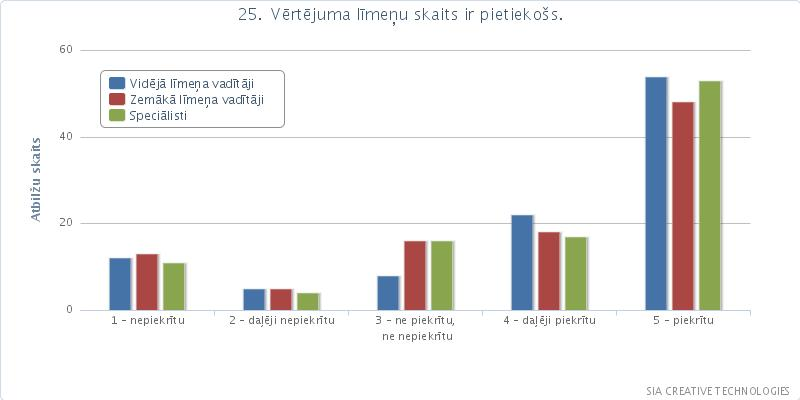 25. Vērtējuma līmeņu skaits ir pietiekošs.
60
40
20
0
Atbilžu skaits
Vidējā līmeņa vadītāji
Zemākā līmeņa vadītāji
Speciālisti
1 - nepiekrītu
2 - daļēji nepiekrītu
3 - ne piekrītu,
ne nepiekrītu
4 - daļēji piekrītu
5 - piekrītu
SIA CREATIVE TECHNOLOGIES